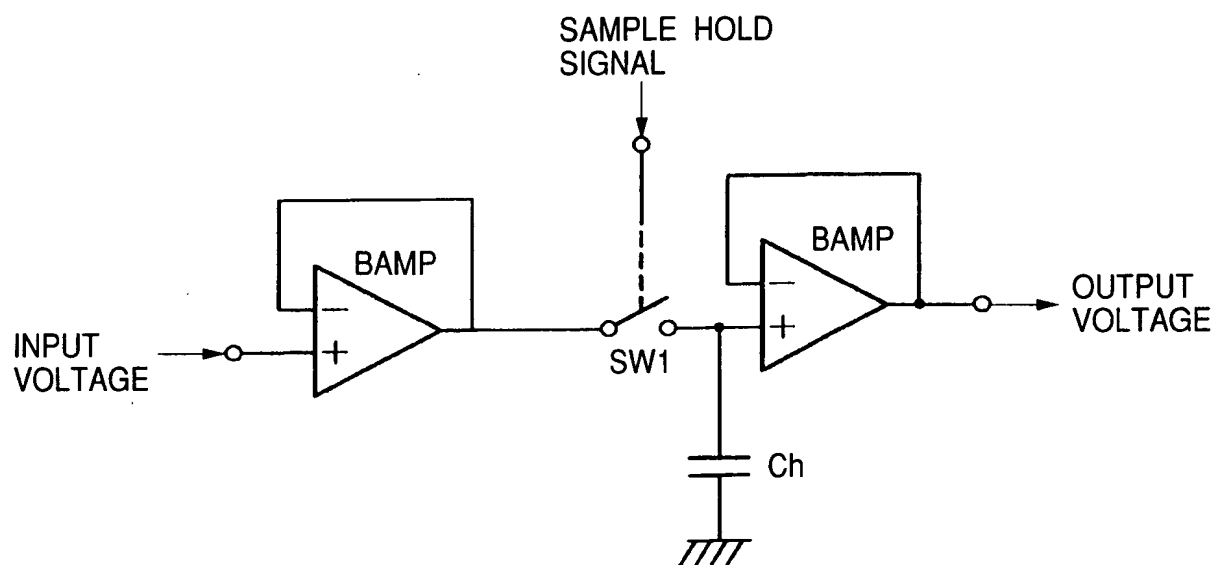 SAMPLE HOLD
SIGNAL
BAMP
BAMP
−
+
−
+
INPUT
VOLTAGE
SW1
OUTPUT
VOLTAGE
Ch